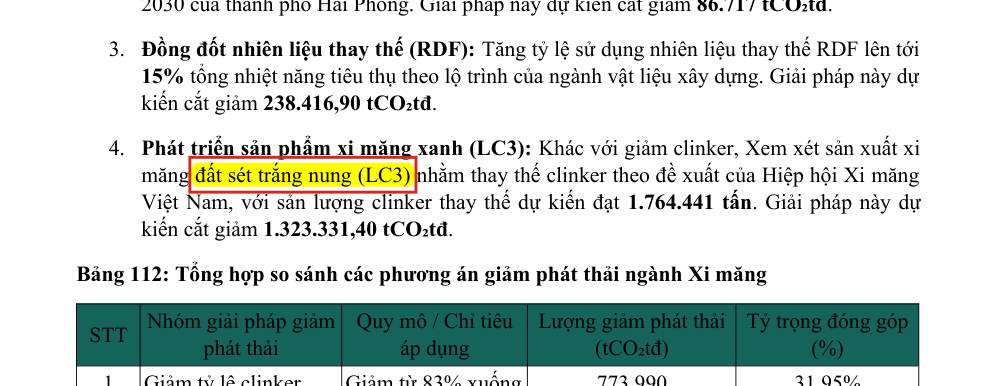 2030 của thành phố Hải Phòng. Giải pháp này dự kiến cắt giảm 86.717 tCO₂tđ.
3. Đồng đốt nhiên liệu thay thế (RDF): Tăng tỷ lệ sử dụng nhiên liệu thay thế RDF lên tới
15% tổng nhiệt năng tiêu thụ theo lộ trình của ngành vật liệu xây dựng. Giải pháp này dự
kiến cắt giảm 238.416,90 tCO₂tđ.
4. Phát triển sản phẩm xi măng xanh (LC3): Khác với giảm clinker, Xem xét sản xuất xi
măng đất sét trắng nung (LC3) nhằm thay thế clinker theo đề xuất của Hiệp hội Xi măng
Việt Nam, với sản lượng clinker thay thế dự kiến đạt 1.764.441 tấn. Giải pháp này dự
kiến cắt giảm 1.323.331,40 tCO₂tđ.
Bảng 112: Tổng hợp so sánh các phương án giảm phát thải ngành Xi măng
STT Nhóm giải pháp giảm phát thải Quy mô / Chỉ tiêu áp dụng Lượng giảm phát thải (tCO₂tđ) Tỷ trọng đóng góp (%)
1 Giảm tỷ lệ clinker Giảm từ 83% xuống 773.990 31,95%